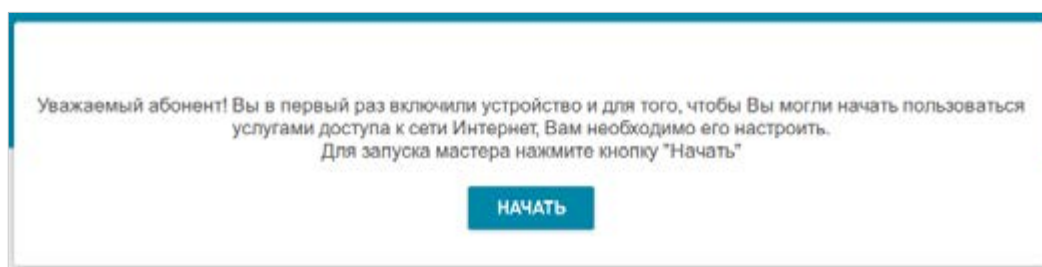 Уважаемый абонент! Вы в первый раз включили устройство и для того, чтобы Вы могли начать пользоваться
услугами доступа к сети Интернет, Вам необходимо его настроить.
Для запуска мастера нажмите кнопку "Начать"
НАЧАТЬ